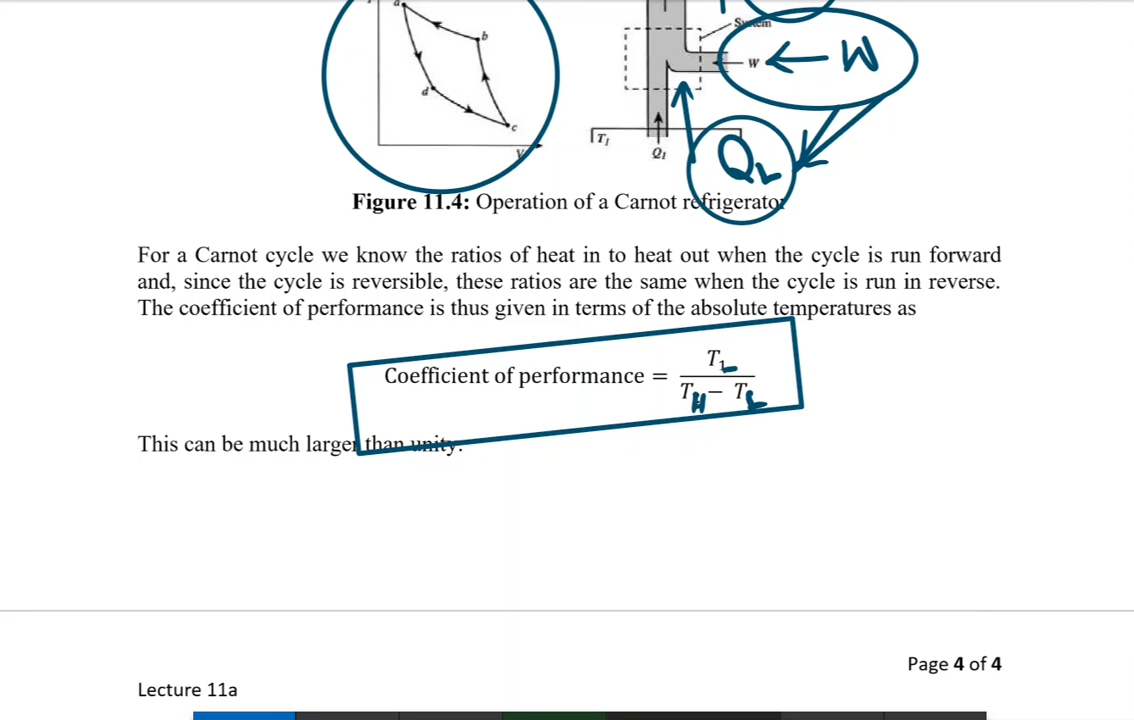 a
b
d
c
V
System
W ← W
T₁
Q₁
Q_L
Figure 11.4: Operation of a Carnot refrigerator
For a Carnot cycle we know the ratios of heat in to heat out when the cycle is run forward
and, since the cycle is reversible, these ratios are the same when the cycle is run in reverse.
The coefficient of performance is thus given in terms of the absolute temperatures as
Coefficient of performance = T_L / (T_H − T_L)
This can be much larger than unity.
Page 4 of 4
Lecture 11a